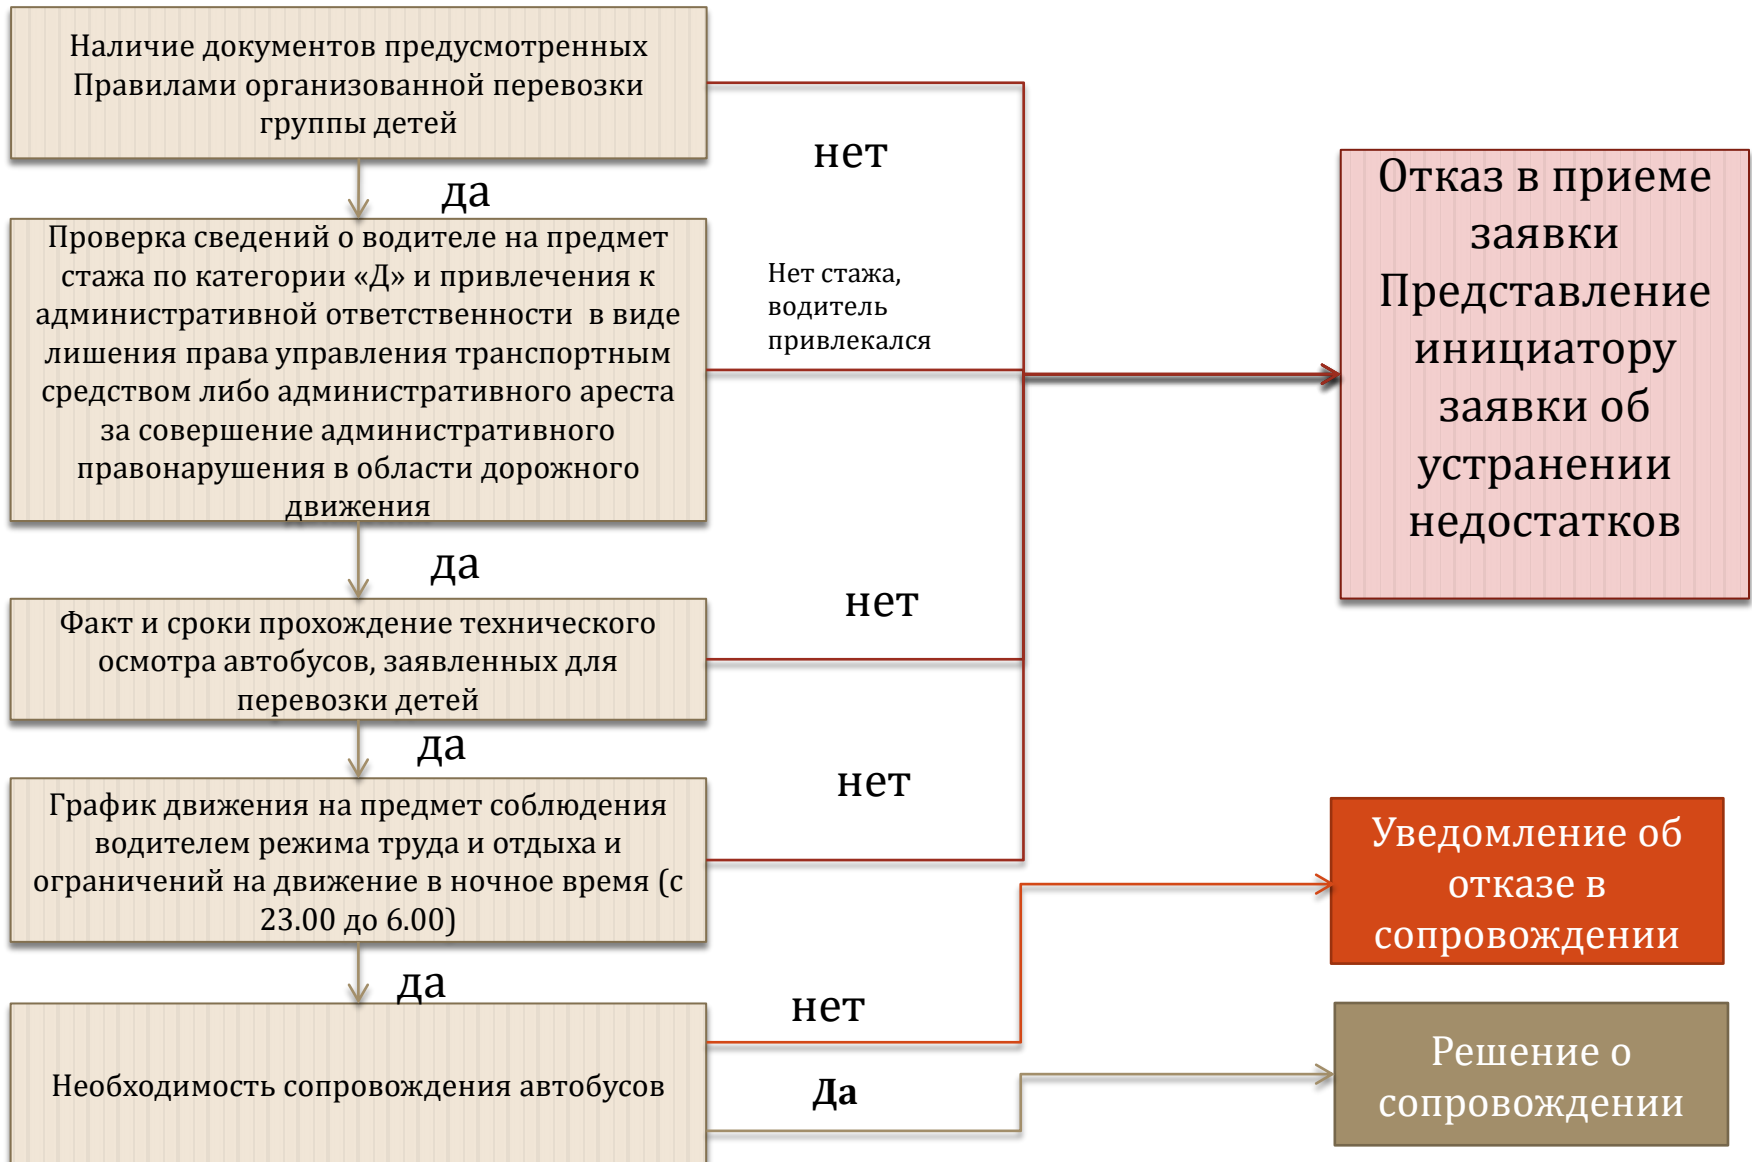 Наличие документов предусмотренных
Правилами организованной перевозки
группы детей
нет
да
Проверка сведений о водителе на предмет
стажа по категории «Д» и привлечения к
административной ответственности в виде
лишения права управления транспортным
средством либо административного ареста
за совершение административного
правонарушения в области дорожного
движения
Нет стажа,
водитель
привлекался
Отказ в приеме
заявки
Представление
инициатору
заявки об
устранении
недостатков
да
нет
Факт и сроки прохождение технического
осмотра автобусов, заявленных для
перевозки детей
да
нет
График движения на предмет соблюдения
водителем режима труда и отдыха и
ограничений на движение в ночное время (с
23.00 до 6.00)
Уведомление об
отказе в
сопровождении
да
нет
Необходимость сопровождения автобусов
Да
Решение о
сопровождении